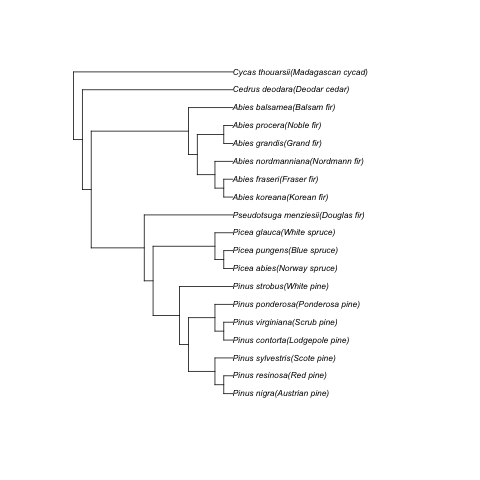 Cycas thouarsii(Madagascan cycad)
Cedrus deodara(Deodar cedar)
Abies balsamea(Balsam fir)
Abies procera(Noble fir)
Abies grandis(Grand fir)
Abies nordmanniana(Nordmann fir)
Abies fraseri(Fraser fir)
Abies koreana(Korean fir)
Pseudotsuga menziesii(Douglas fir)
Picea glauca(White spruce)
Picea pungens(Blue spruce)
Picea abies(Norway spruce)
Pinus strobus(White pine)
Pinus ponderosa(Ponderosa pine)
Pinus virginiana(Scrub pine)
Pinus contorta(Lodgepole pine)
Pinus sylvestris(Scote pine)
Pinus resinosa(Red pine)
Pinus nigra(Austrian pine)